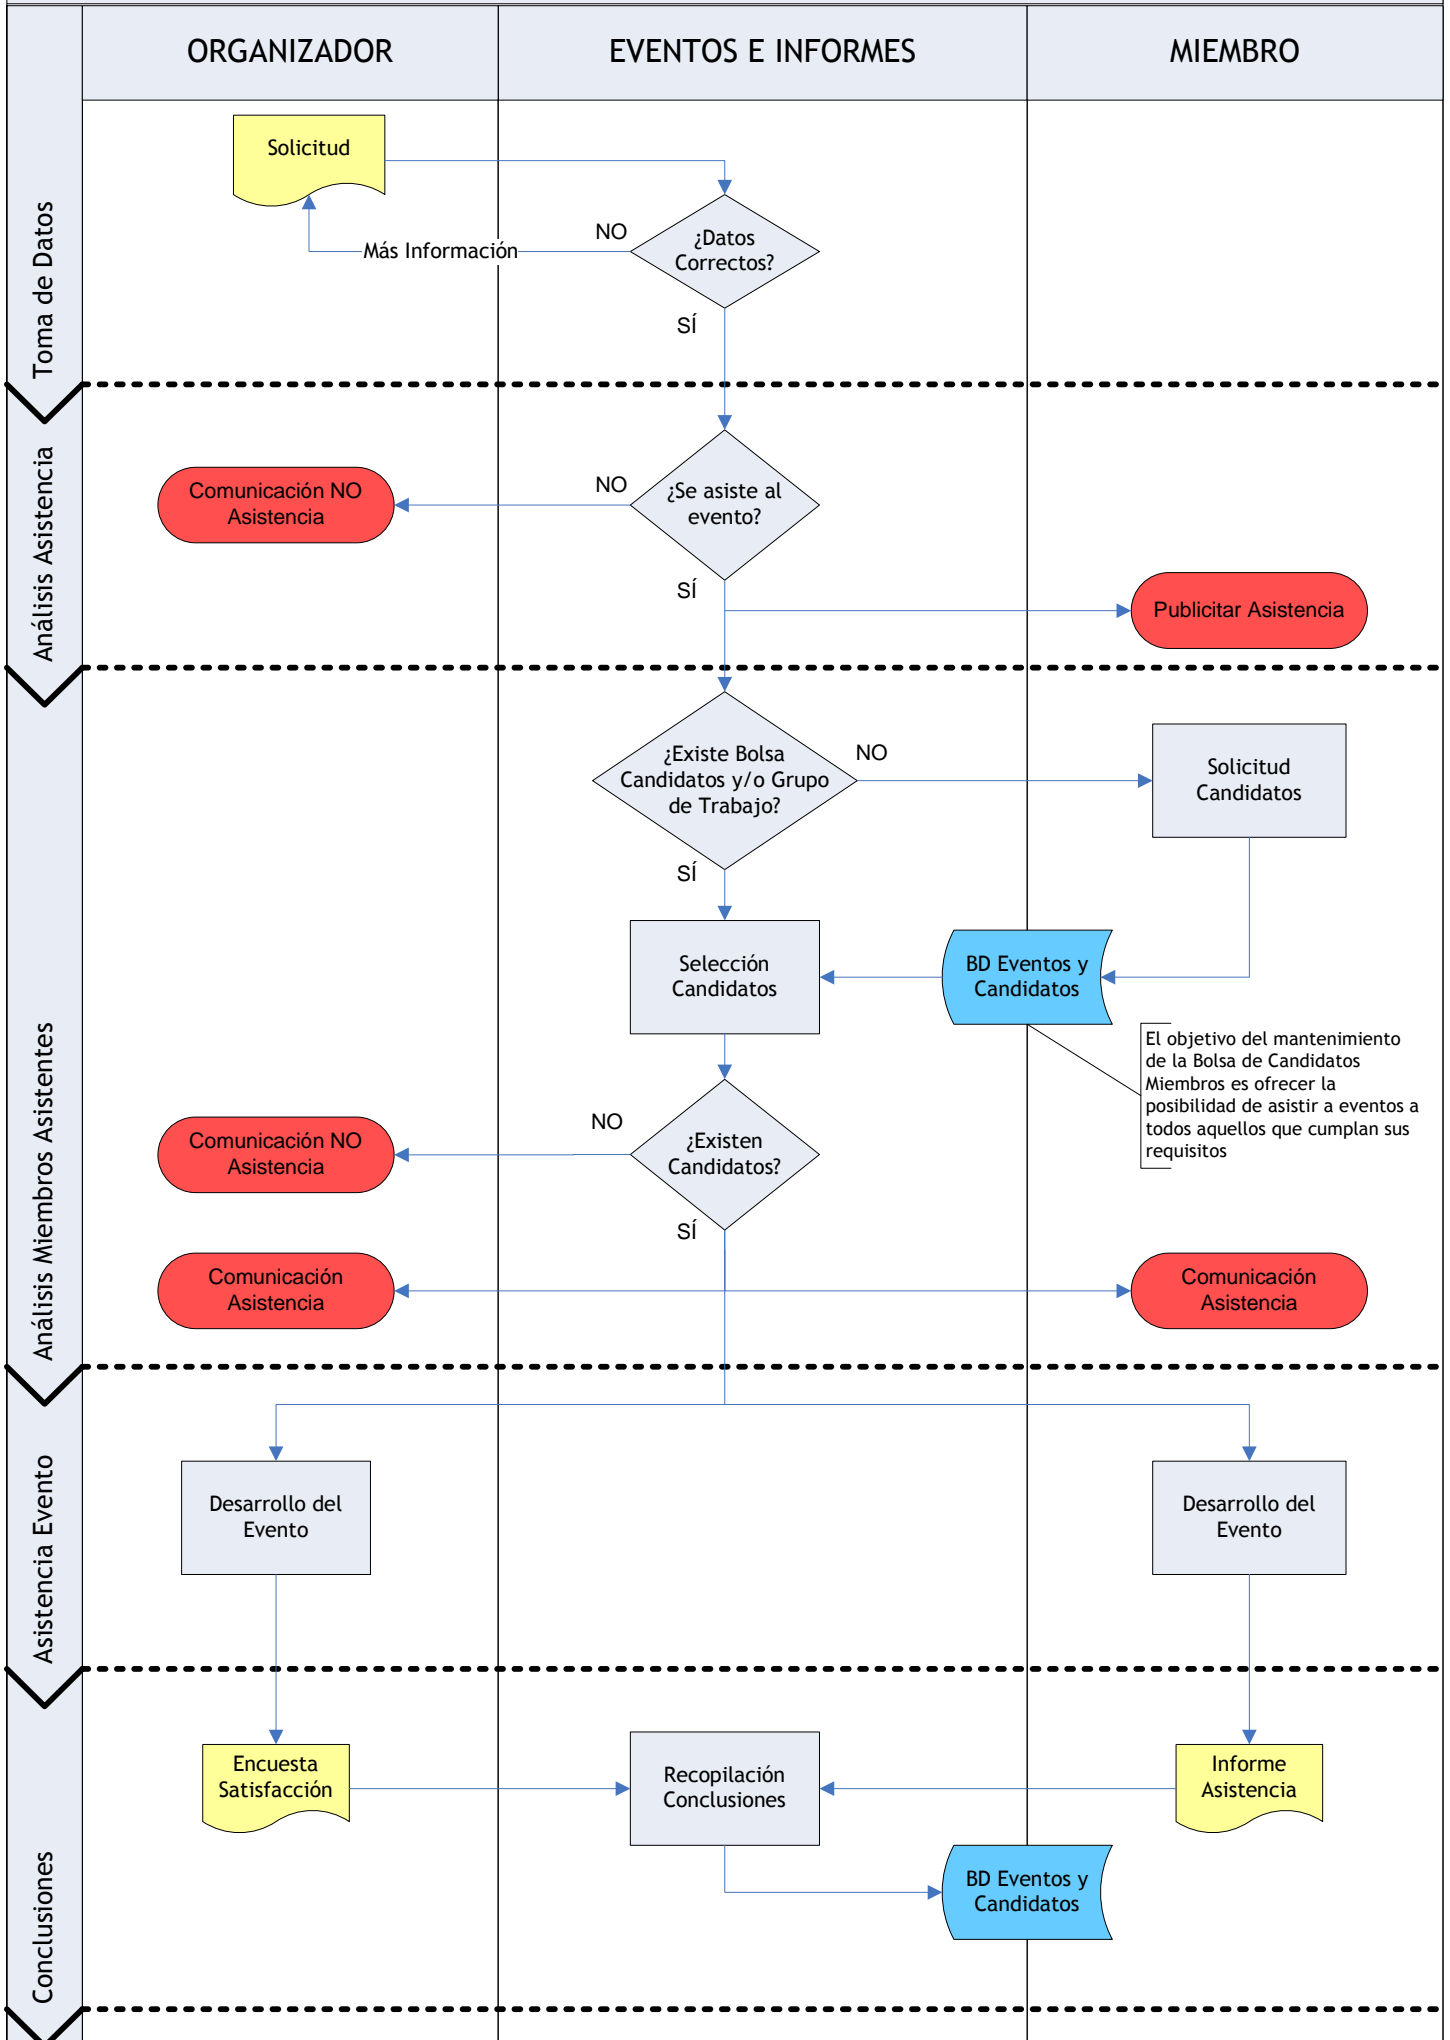 ORGANIZADOR
EVENTOS E INFORMES
MIEMBRO
Toma de Datos
Solicitud
¿Datos
Correctos?
NO
Más Información
SÍ
Análisis Asistencia
¿Se asiste al
evento?
NO
Comunicación NO
Asistencia
SÍ
Publicitar Asistencia
Análisis Miembros Asistentes
¿Existe Bolsa
Candidatos y/o Grupo
de Trabajo?
NO
Solicitud
Candidatos
SÍ
Selección
Candidatos
BD Eventos y
Candidatos
El objetivo del mantenimiento
de la Bolsa de Candidatos
Miembros es ofrecer la
posibilidad de asistir a eventos a
todos aquellos que cumplan sus
requisitos
¿Existen
Candidatos?
NO
Comunicación NO
Asistencia
SÍ
Comunicación
Asistencia
Comunicación
Asistencia
Asistencia Evento
Desarrollo del
Evento
Desarrollo del
Evento
Conclusiones
Encuesta
Satisfacción
Recopilación
Conclusiones
Informe
Asistencia
BD Eventos y
Candidatos